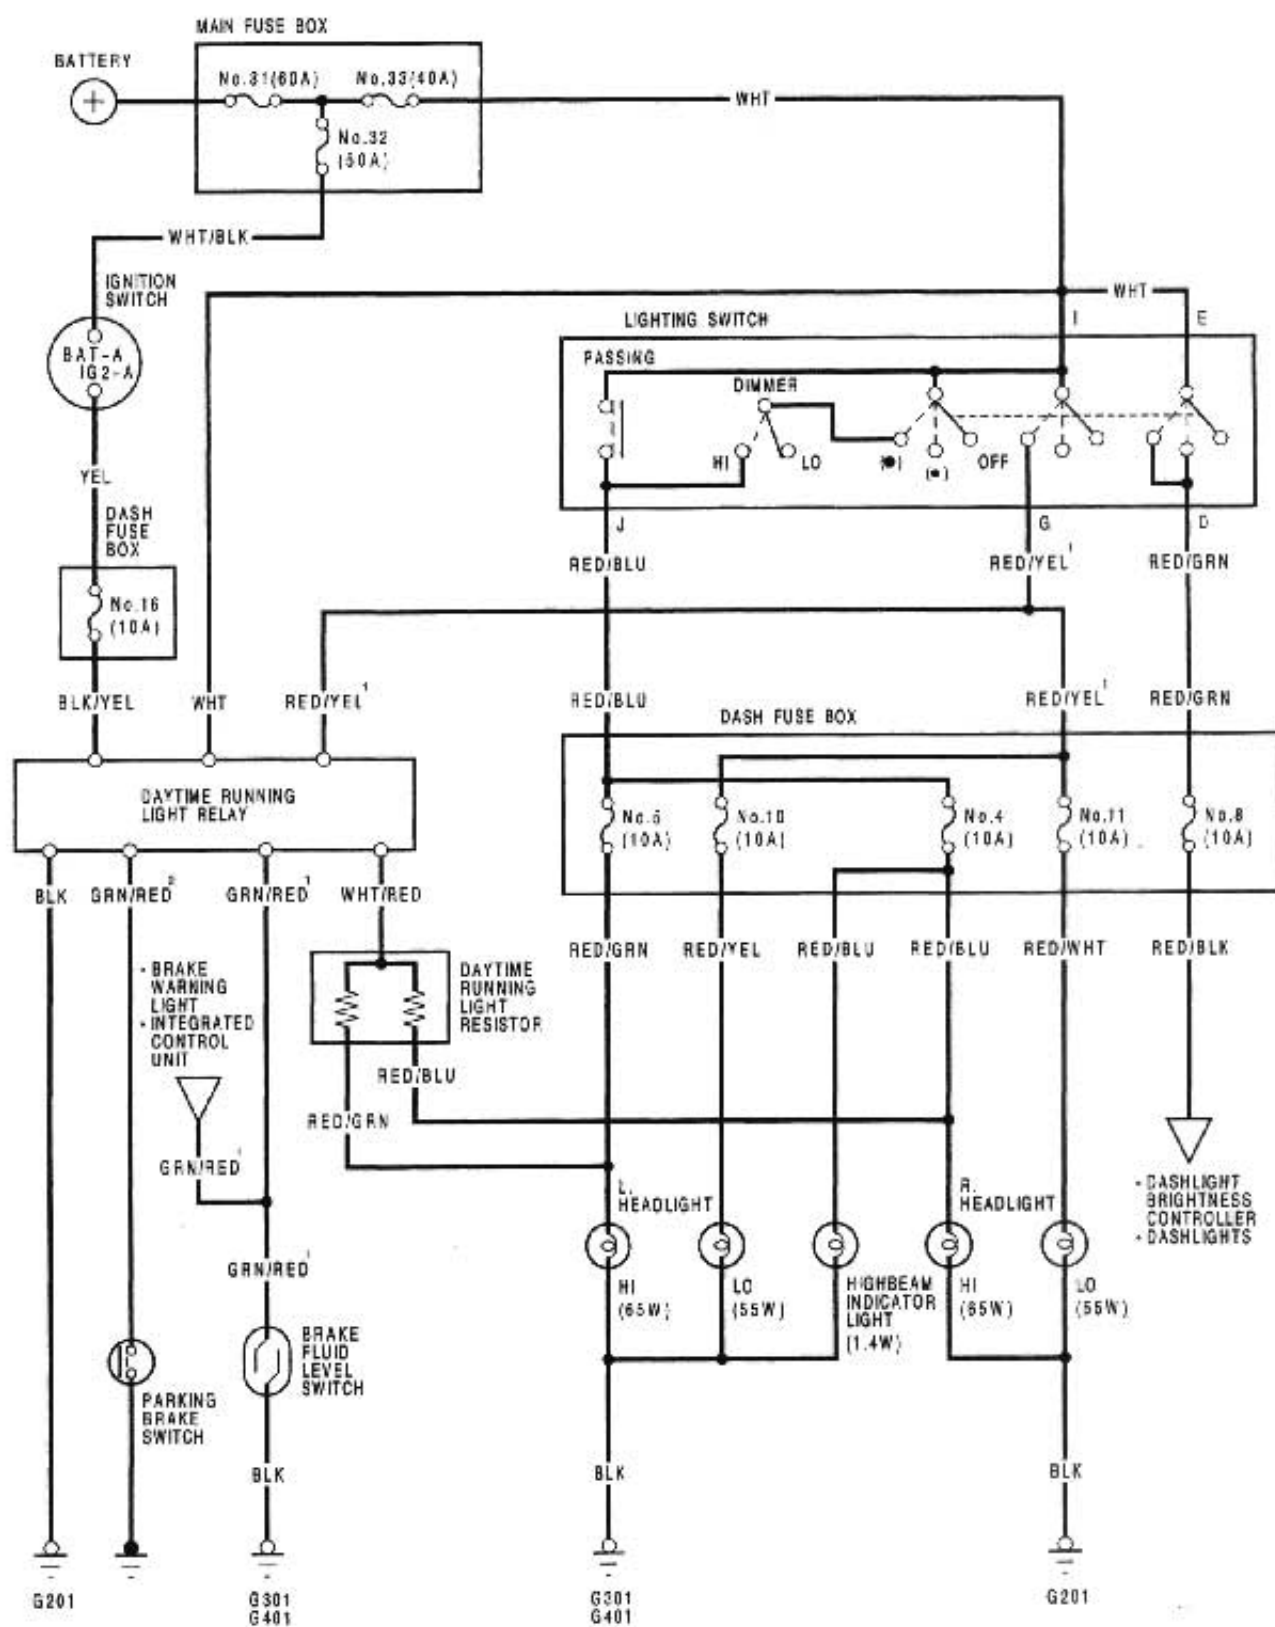 MAIN FUSE BOX
BATTERY
No.31(60A)
No.33(40A)
WHT
No.32
(50A)
WHT/BLK
IGNITION
SWITCH
WHT
LIGHTING SWITCH
I
E
BAT-A
IG2-A
PASSING
DIMMER
HI
LO
(●)
(•)
OFF
YEL
J
G
D
DASH
FUSE
BOX
RED/BLU
RED/YEL1
RED/GRN
No.16
(10A)
BLK/YEL
WHT
RED/YEL1
RED/BLU
RED/YEL1
RED/GRN
DASH FUSE BOX
DAYTIME RUNNING
LIGHT RELAY
No.5
(10A)
No.10
(10A)
No.4
(10A)
No.11
(10A)
No.8
(10A)
BLK
GRN/RED2
GRN/RED1
WHT/RED
RED/GRN
RED/YEL
RED/BLU
RED/BLU
RED/WHT
RED/BLK
• BRAKE
WARNING
LIGHT
• INTEGRATED
CONTROL
UNIT
DAYTIME
RUNNING
LIGHT
RESISTOR
RED/BLU
RED/GRN
GRN/RED1
L.
HEADLIGHT
R.
HEADLIGHT
• DASHLIGHT
BRIGHTNESS
CONTROLLER
• DASHLIGHTS
GRN/RED1
HI
(65W)
LO
(55W)
HIGHBEAM
INDICATOR
LIGHT
(1.4W)
HI
(65W)
LO
(55W)
BRAKE
FLUID
LEVEL
SWITCH
PARKING
BRAKE
SWITCH
BLK
BLK
BLK
G201
G301
G401
G301
G401
G201